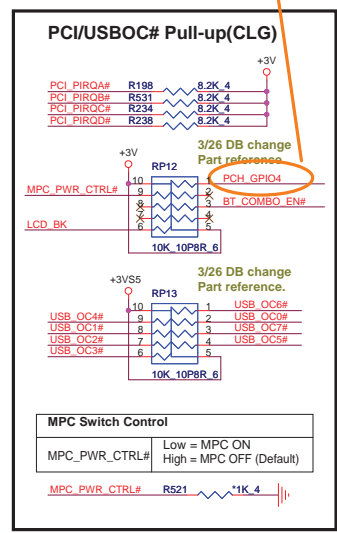 PCI/USBOC# Pull-up(CLG)
+3V
PCI_PIRQA# R198 8.2K_4
PCI_PIRQB# R531 8.2K_4
PCI_PIRQC# R234 8.2K_4
PCI_PIRQD# R238 8.2K_4
3/26 DB change
Part reference.
+3V
RP12
10 1 PCH_GPIO4
MPC_PWR_CTRL# 9 2
8 3 BT_COMBO_EN#
7 4
LCD_BK 6 5
10K_10P8R_6
3/26 DB change
Part reference.
+3VS5
RP13
10 1 USB_OC6#
USB_OC4# 9 2 USB_OC0#
USB_OC1# 8 3 USB_OC7#
USB_OC2# 7 4 USB_OC5#
USB_OC3# 6 5
10K_10P8R_6
MPC Switch Control
MPC_PWR_CTRL# Low = MPC ON
High = MPC OFF (Default)
MPC_PWR_CTRL# R521 *1K_4